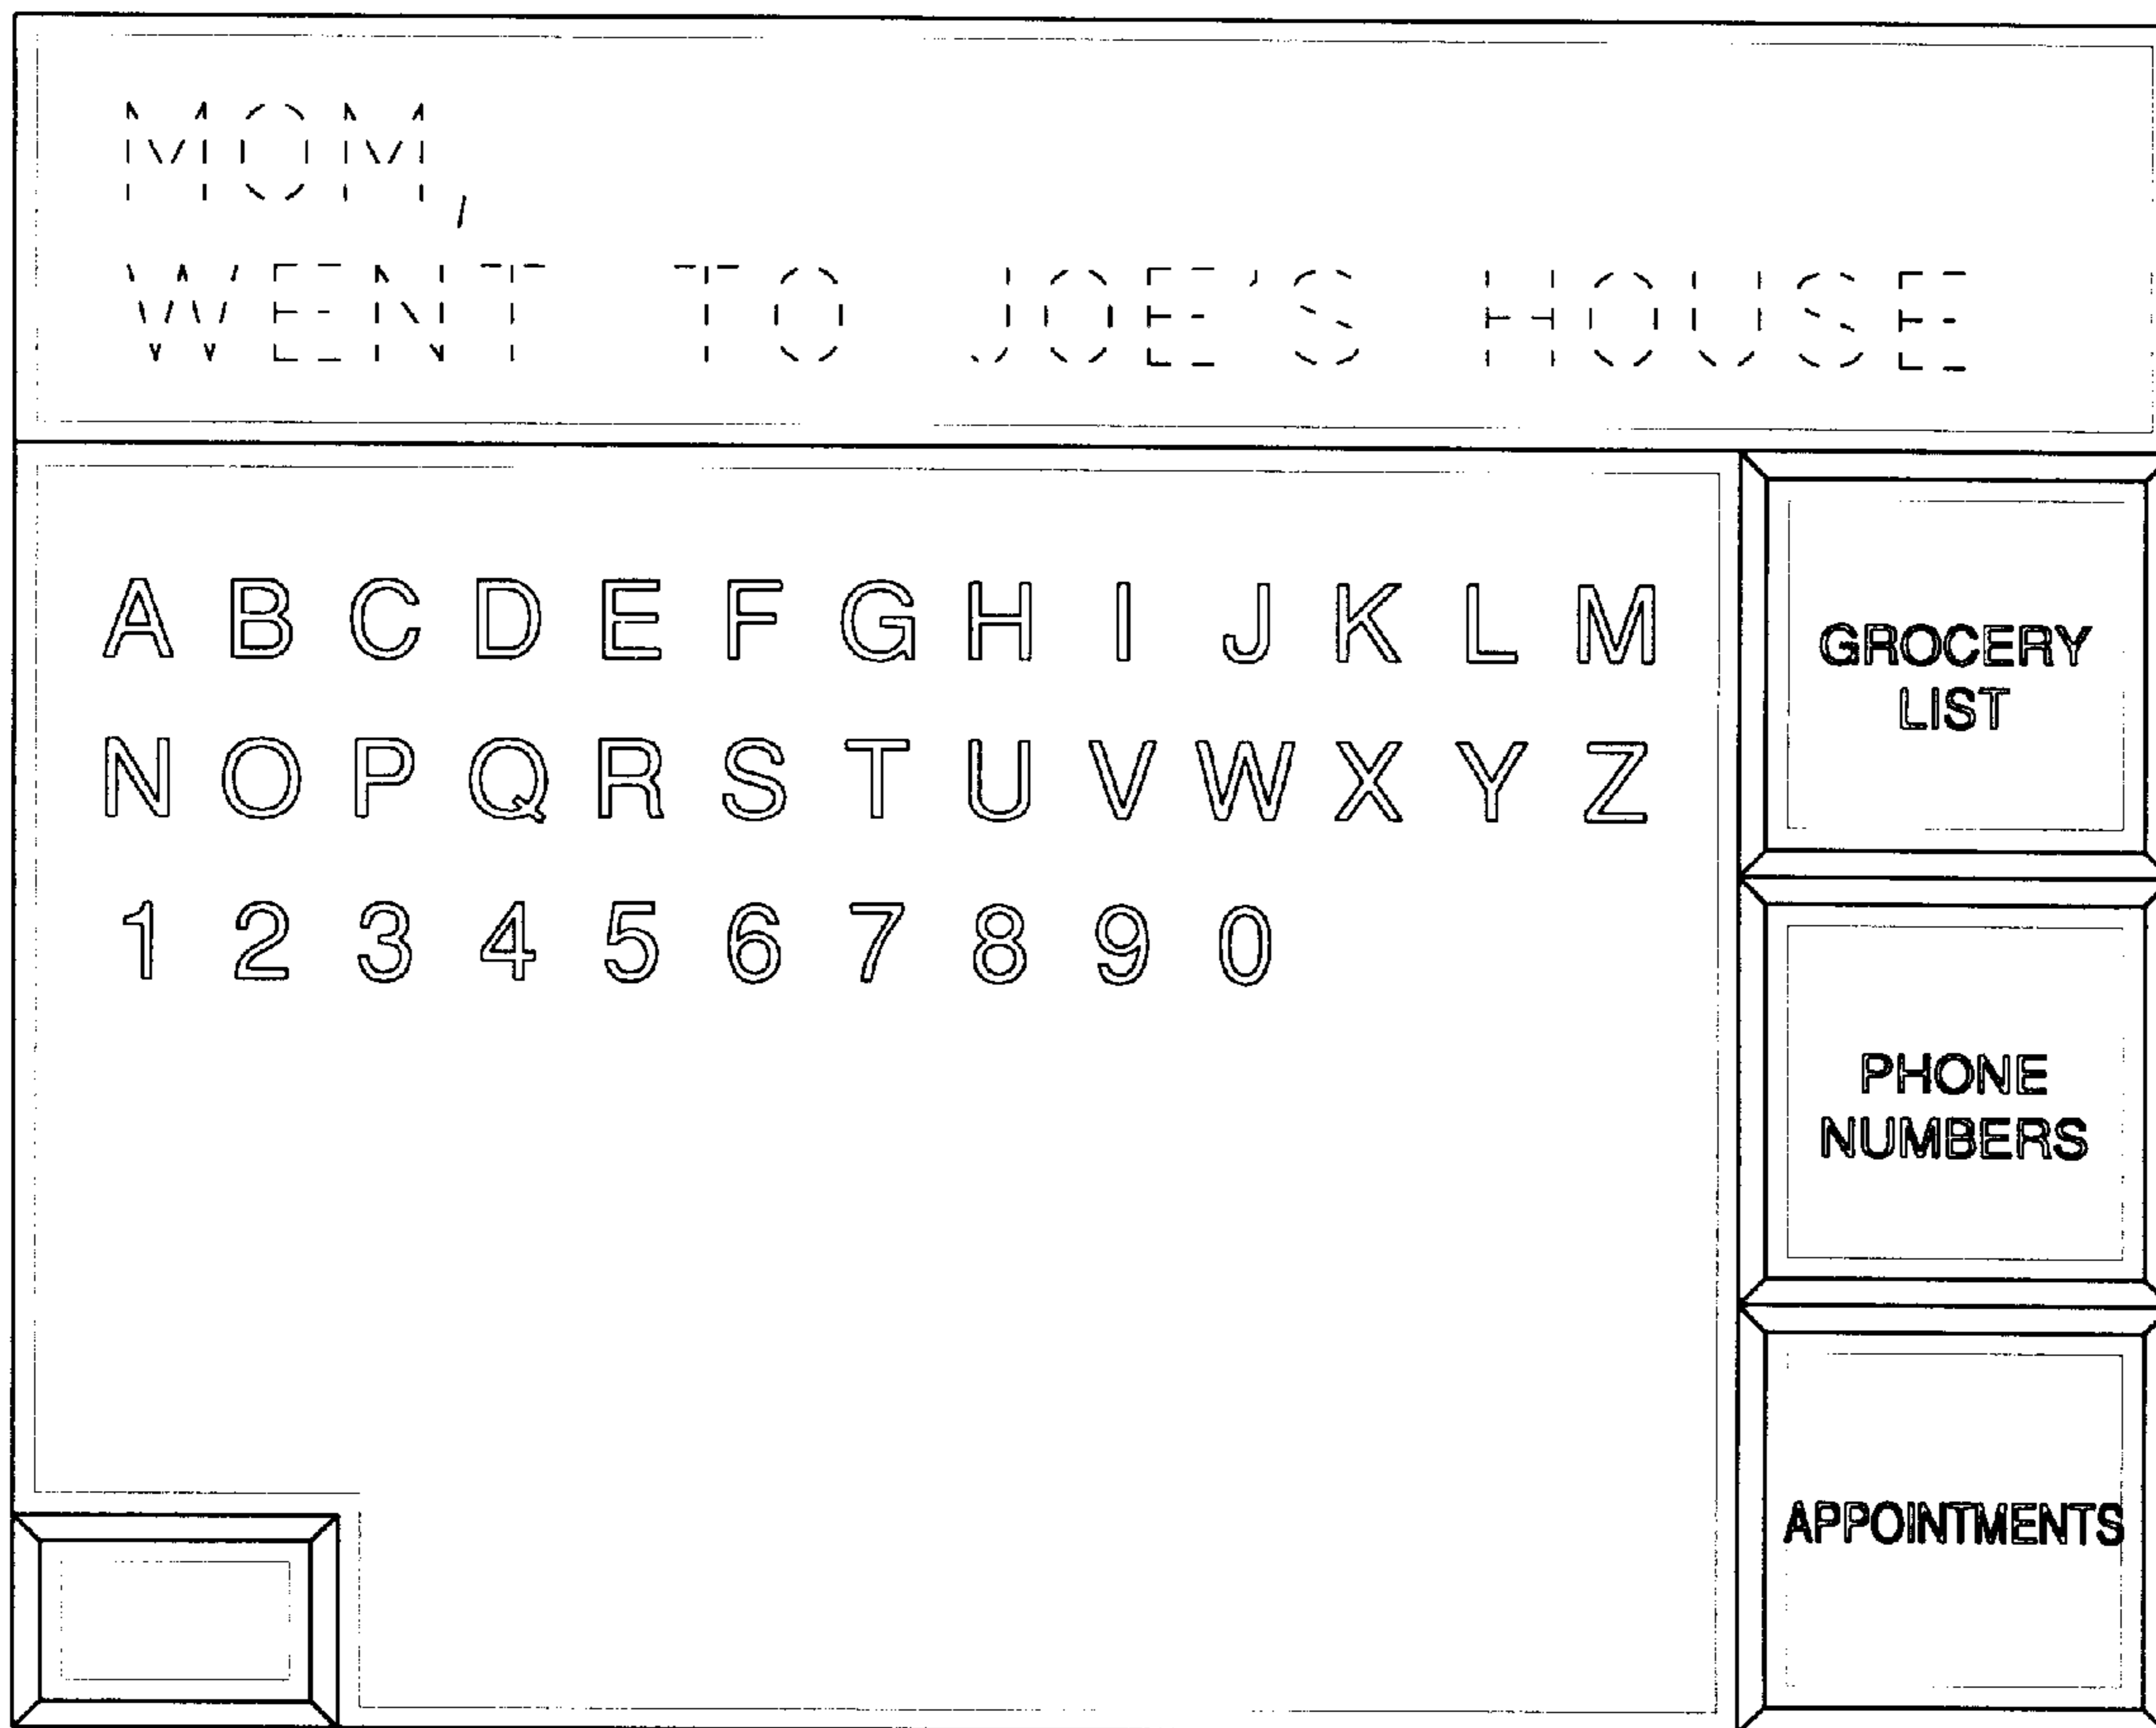 MOM,
WENT TO JOE'S HOUSE
A B C D E F G H I J K L M
N O P Q R S T U V W X Y Z
1 2 3 4 5 6 7 8 9 0
GROCERY
LIST
PHONE
NUMBERS
APPOINTMENTS